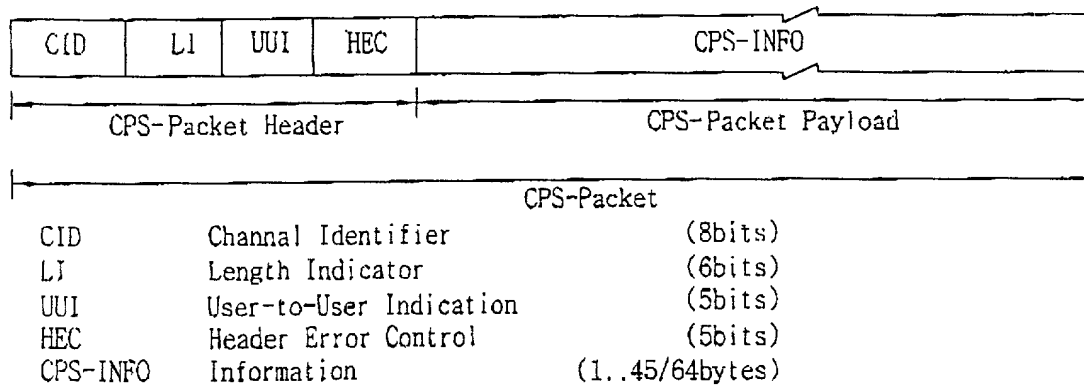 CID LI UUI HEC CPS-INFO
CPS-Packet Header CPS-Packet Payload
CPS-Packet
CID Channal Identifier (8bits)
LI Length Indicator (6bits)
UUI User-to-User Indication (5bits)
HEC Header Error Control (5bits)
CPS-INFO Information (1..45/64bytes)